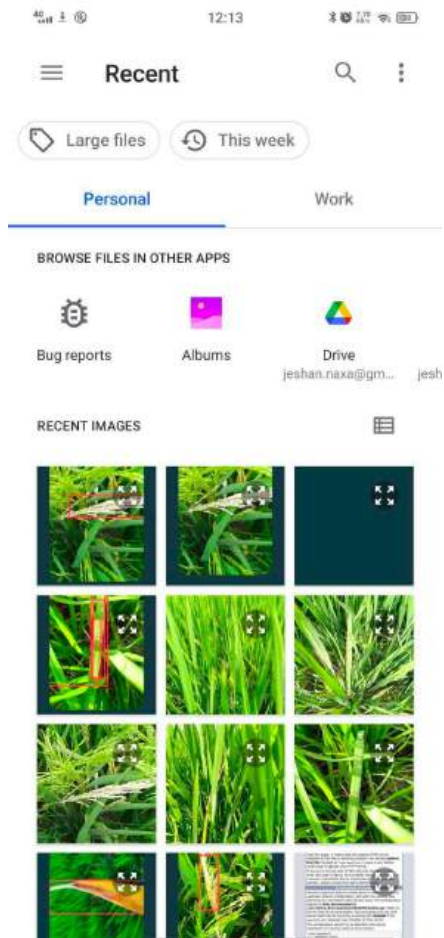 12:13
Recent
Large files
This week
Personal
Work
BROWSE FILES IN OTHER APPS
Bug reports
Albums
Drive
jeshan.naxa@gm...
jesh
RECENT IMAGES